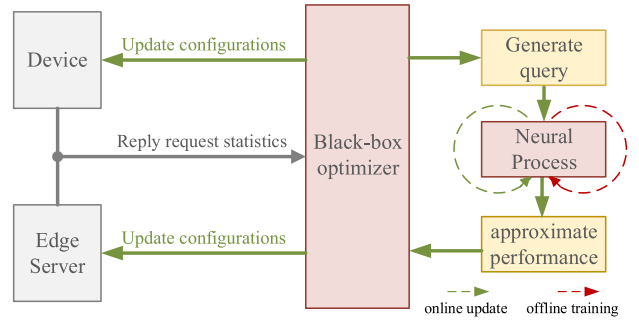 Device
Update configurations
Reply request statistics
Edge
Server
Update configurations
Black-box
optimizer
Generate
query
Neural
Process
approximate
performance
online update
offline training